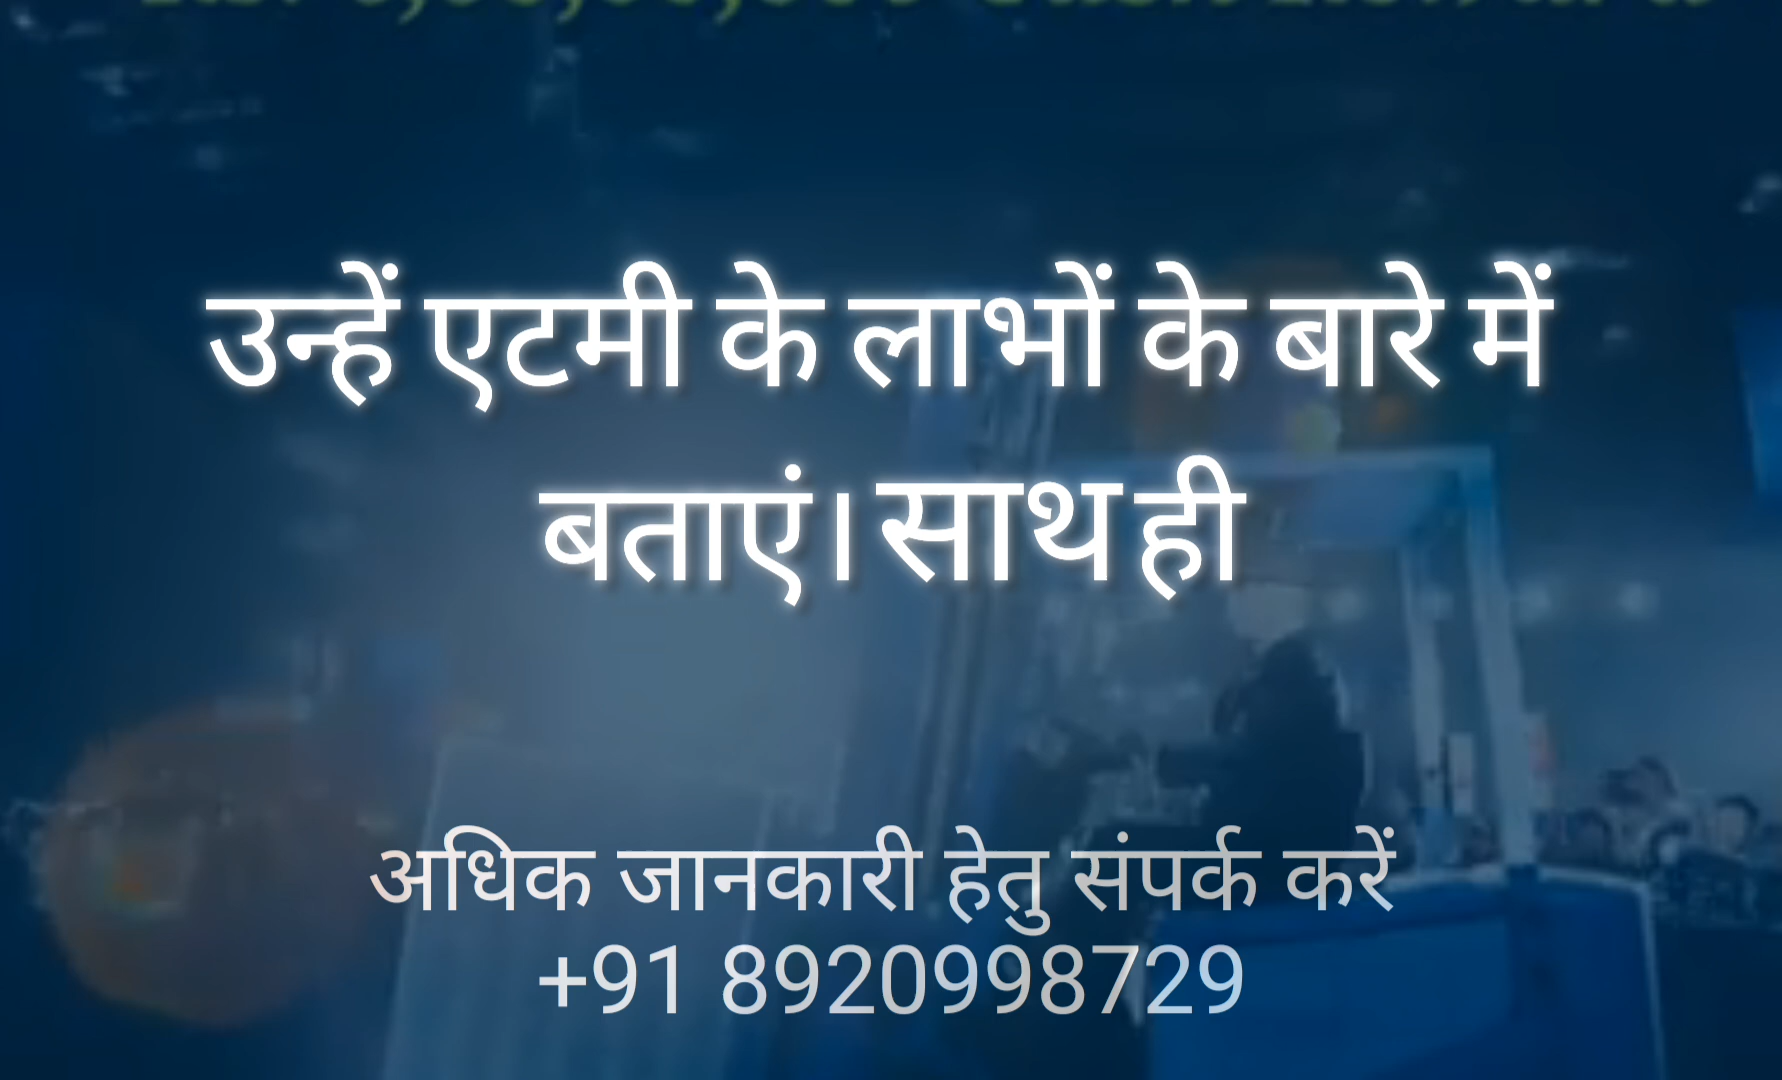 उन्हें एटमी के लाभों के बारे में
बताएं। साथ ही
अधिक जानकारी हेतु संपर्क करें
+91 8920998729